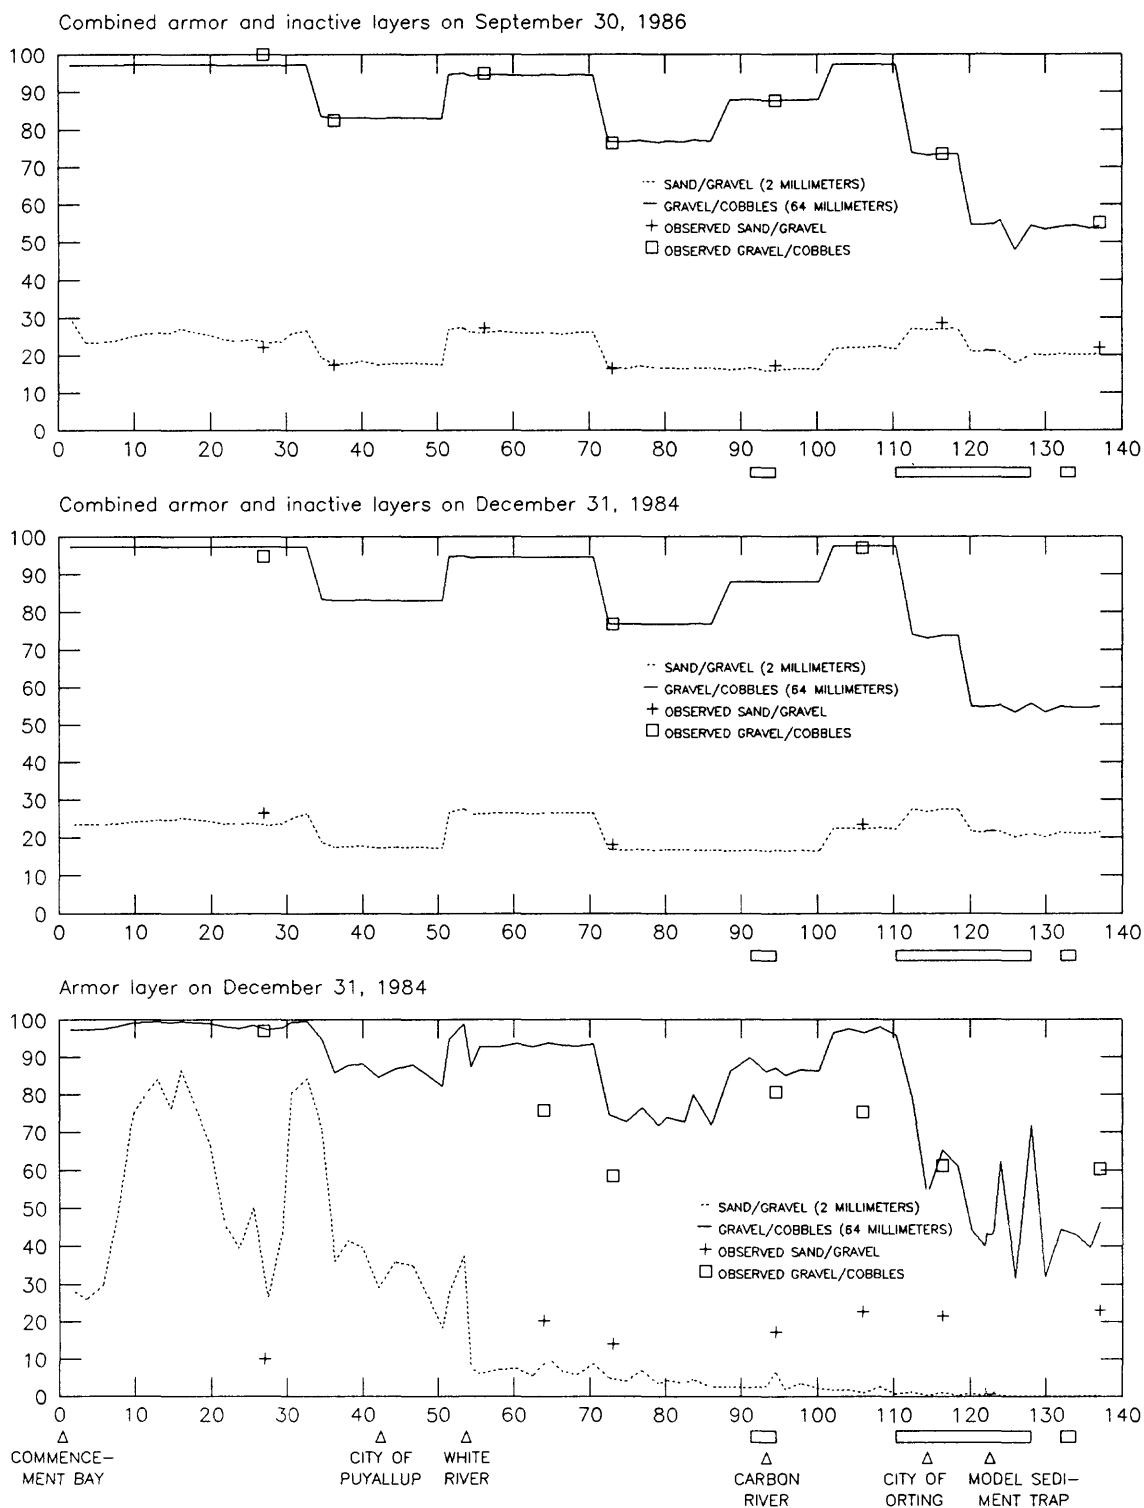 Combined armor and inactive layers on September 30, 1986
100
90
80
70
60
50
40
30
20
10
0
SAND/GRAVEL (2 MILLIMETERS)
GRAVEL/COBBLES (64 MILLIMETERS)
OBSERVED SAND/GRAVEL
OBSERVED GRAVEL/COBBLES
0 10 20 30 40 50 60 70 80 90 100 110 120 130 140
Combined armor and inactive layers on December 31, 1984
100
90
80
70
60
50
40
30
20
10
0
SAND/GRAVEL (2 MILLIMETERS)
GRAVEL/COBBLES (64 MILLIMETERS)
OBSERVED SAND/GRAVEL
OBSERVED GRAVEL/COBBLES
0 10 20 30 40 50 60 70 80 90 100 110 120 130 140
Armor layer on December 31, 1984
100
90
80
70
60
50
40
30
20
10
0
SAND/GRAVEL (2 MILLIMETERS)
GRAVEL/COBBLES (64 MILLIMETERS)
OBSERVED SAND/GRAVEL
OBSERVED GRAVEL/COBBLES
0 10 20 30 40 50 60 70 80 90 100 110 120 130 140
COMMENCE-
MENT BAY
CITY OF
PUYALLUP
WHITE
RIVER
CARBON
RIVER
CITY OF
ORTING
MODEL SEDI-
MENT TRAP